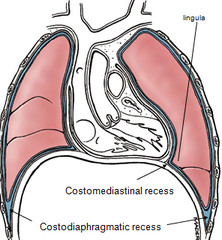 lingula
Costomediastinal recess
Costodiaphragmatic recess